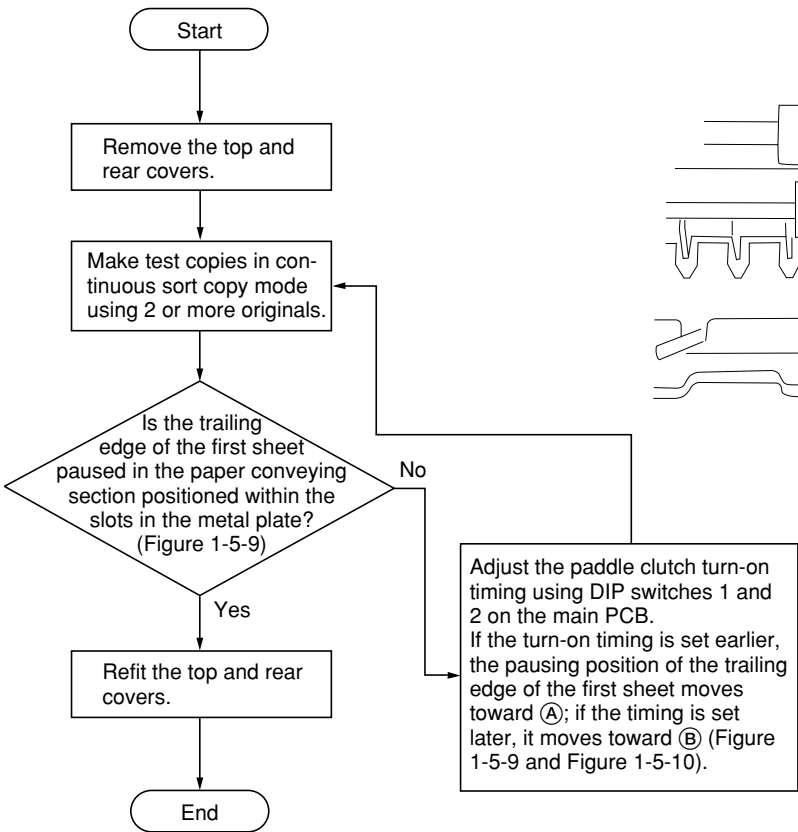 Start
Remove the top and
rear covers.
Make test copies in con-
tinuous sort copy mode
using 2 or more originals.
Is the trailing
edge of the first sheet
paused in the paper conveying
section positioned within the
slots in the metal plate?
(Figure 1-5-9)
No
Yes
Adjust the paddle clutch turn-on
timing using DIP switches 1 and
2 on the main PCB.
If the turn-on timing is set earlier,
the pausing position of the trailing
edge of the first sheet moves
toward Ⓐ; if the timing is set
later, it moves toward Ⓑ (Figure
1-5-9 and Figure 1-5-10).
Refit the top and rear
covers.
End